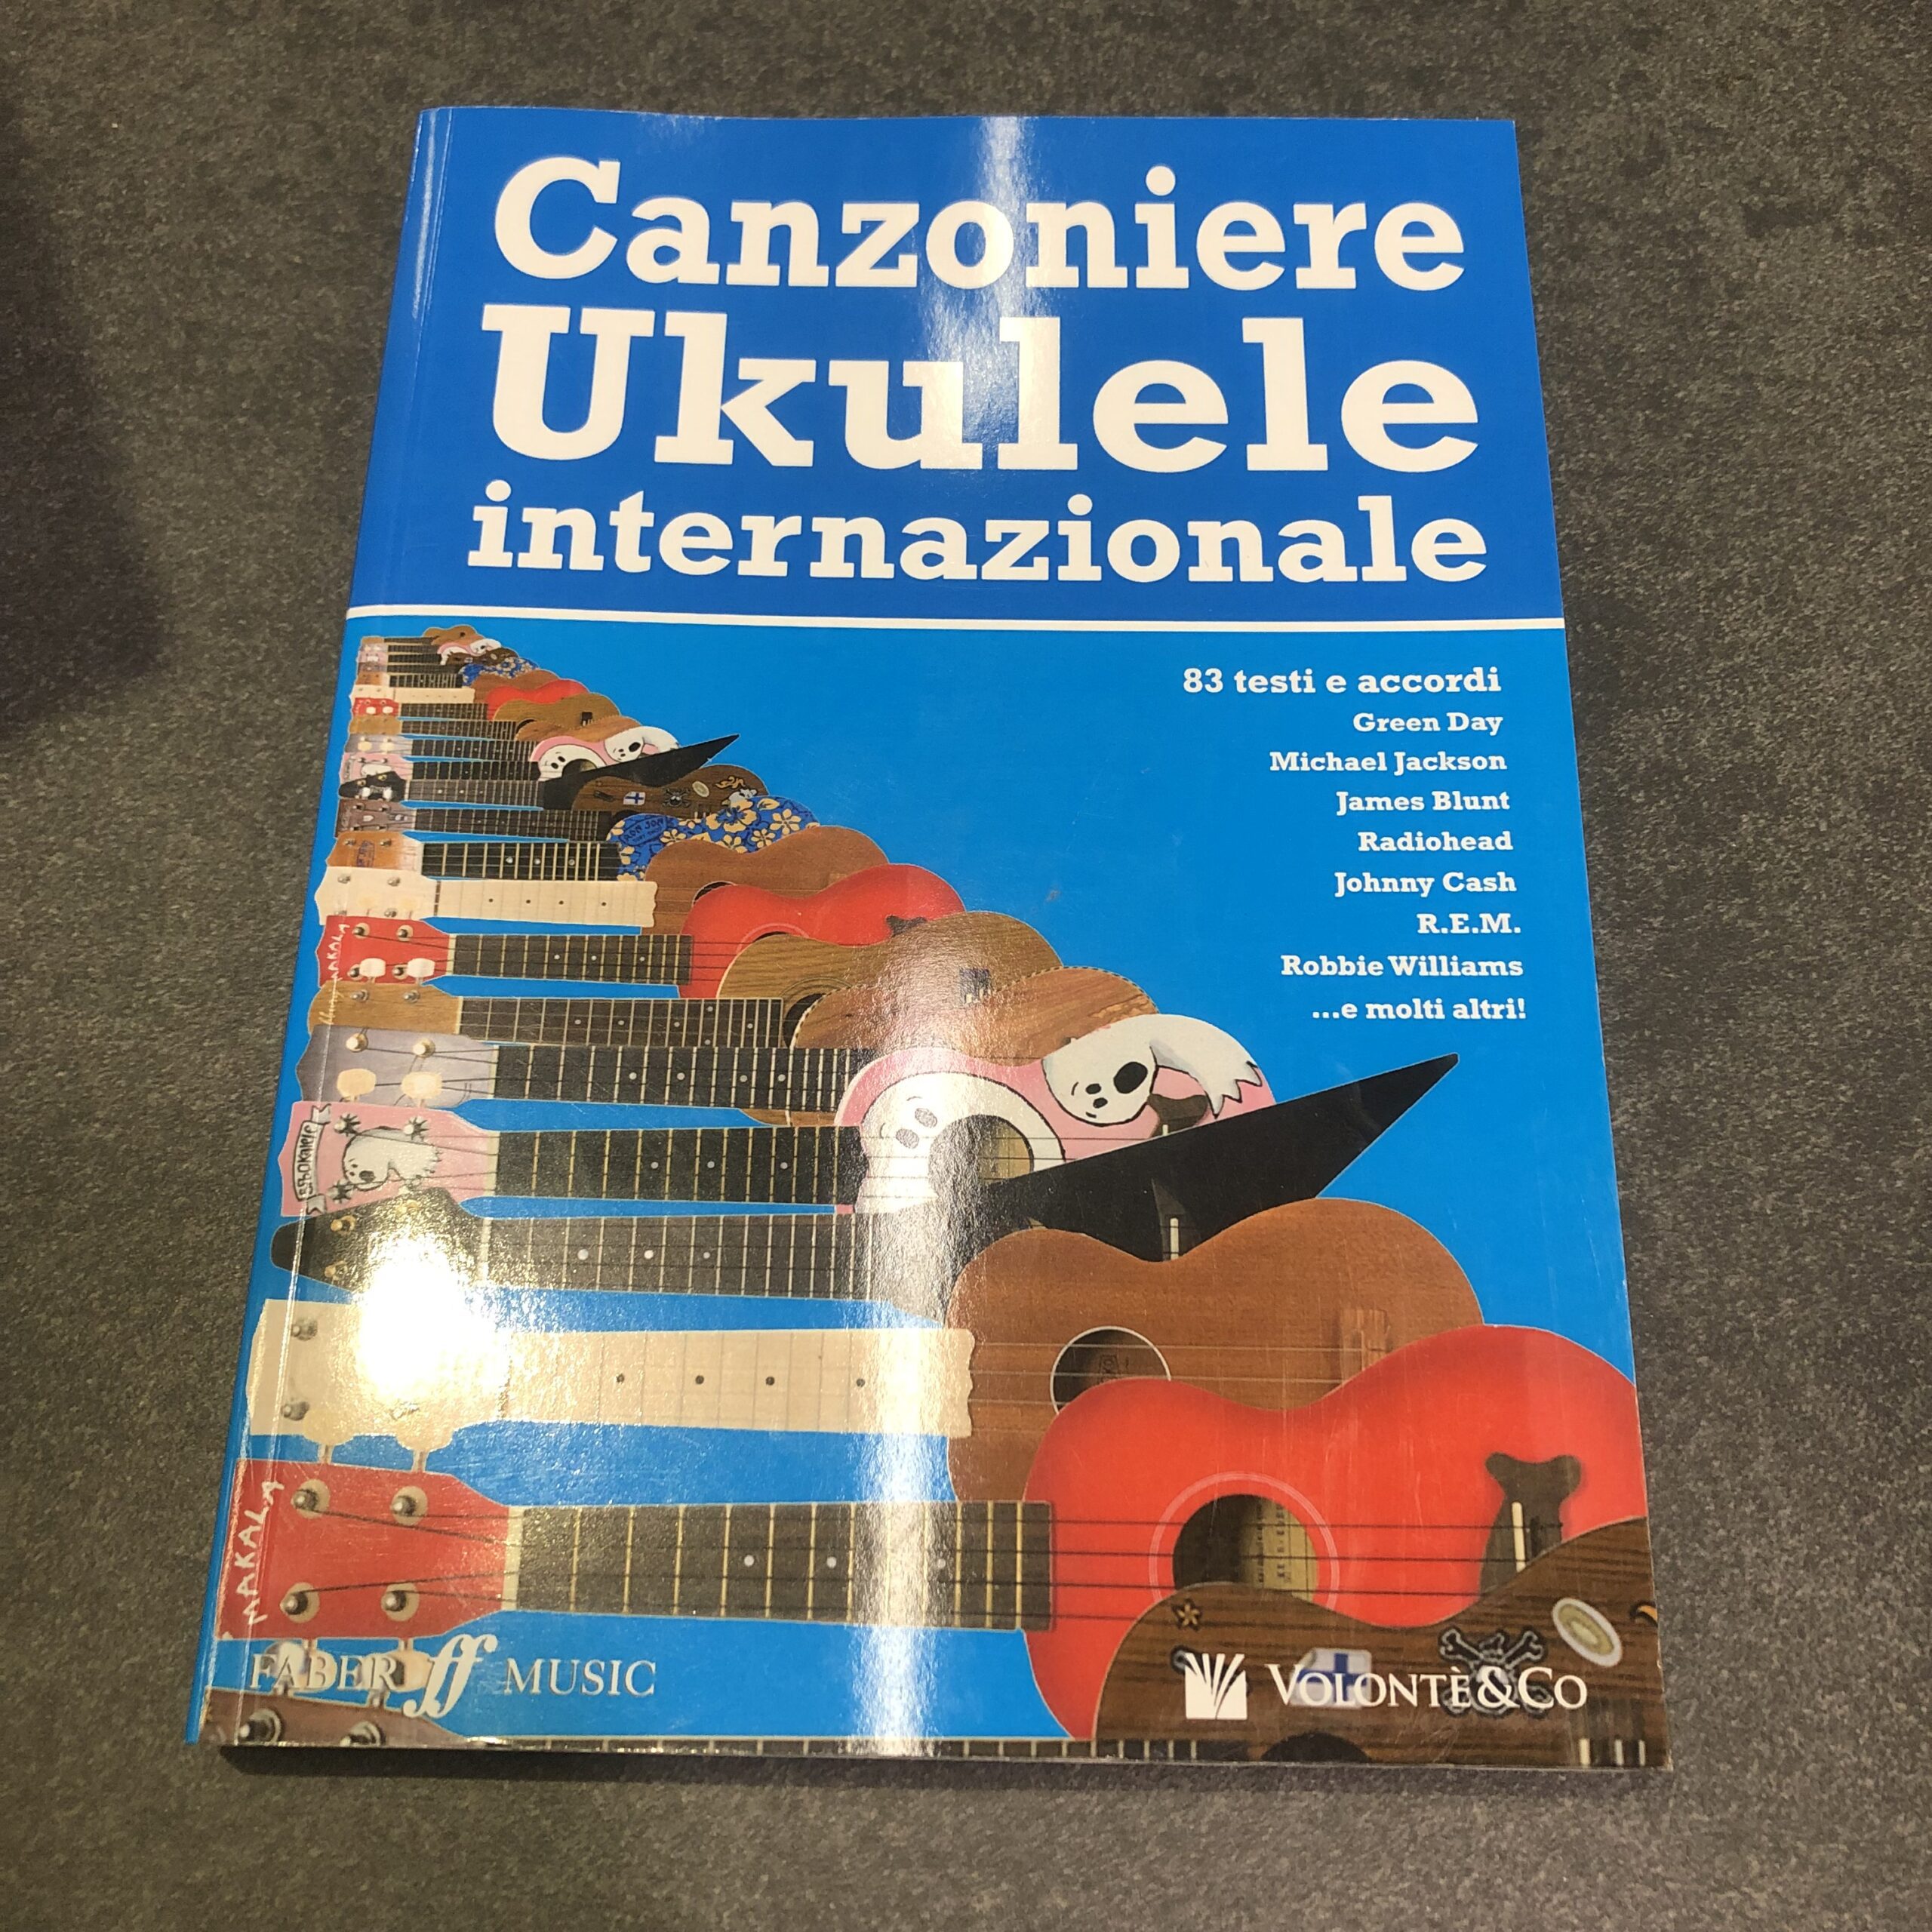 Canzoniere
Ukulele
internazionale
83 testi e accordi
Green Day
Michael Jackson
James Blunt
Radiohead
Johnny Cash
R.E.M.
Robbie Williams
...e molti altri!
MAKALA
MAKALA
FABER ff MUSIC
VOLONTÈ&CO